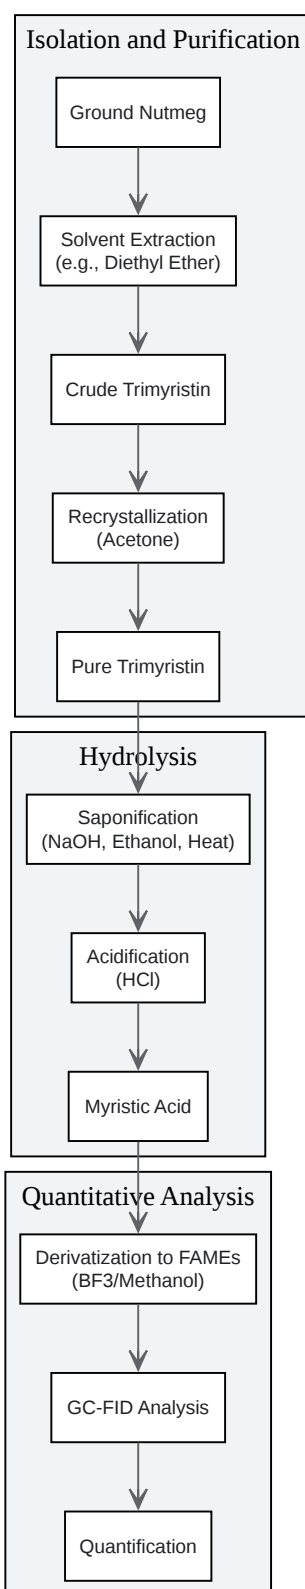 Isolation and Purification
Ground Nutmeg
Solvent Extraction
(e.g., Diethyl Ether)
Crude Trimyristin
Recrystallization
(Acetone)
Pure Trimyristin
Hydrolysis
Saponification
(NaOH, Ethanol, Heat)
Acidification
(HCl)
Myristic Acid
Quantitative Analysis
Derivatization to FAMEs
(BF3/Methanol)
GC-FID Analysis
Quantification